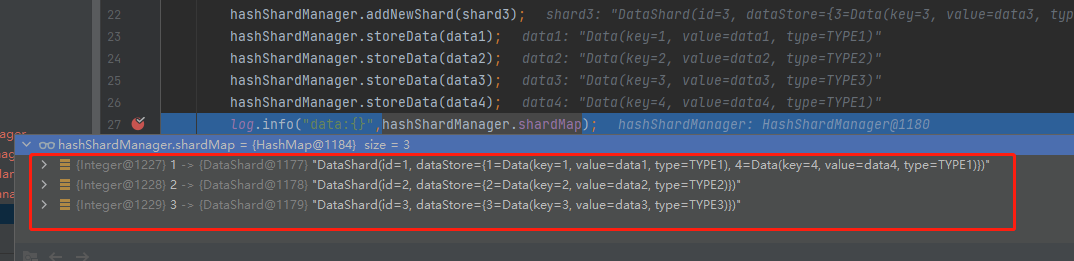 22 hashShardManager.addNewShard(shard3); shard3: "DataShard(id=3, dataStore={3=Data(key=3, value=data3, typ
23 hashShardManager.storeData(data1); data1: "Data(key=1, value=data1, type=TYPE1)"
24 hashShardManager.storeData(data2); data2: "Data(key=2, value=data2, type=TYPE2)"
25 hashShardManager.storeData(data3); data3: "Data(key=3, value=data3, type=TYPE3)"
26 hashShardManager.storeData(data4); data4: "Data(key=4, value=data4, type=TYPE1)"
27 log.info("data:{}",hashShardManager.shardMap); hashShardManager: HashShardManager@1180
hashShardManager.shardMap = {HashMap@1184} size = 3
{Integer@1227} 1 -> {DataShard@1177} "DataShard(id=1, dataStore={1=Data(key=1, value=data1, type=TYPE1), 4=Data(key=4, value=data4, type=TYPE1)})"
{Integer@1228} 2 -> {DataShard@1178} "DataShard(id=2, dataStore={2=Data(key=2, value=data2, type=TYPE2)})"
{Integer@1229} 3 -> {DataShard@1179} "DataShard(id=3, dataStore={3=Data(key=3, value=data3, type=TYPE3)})"